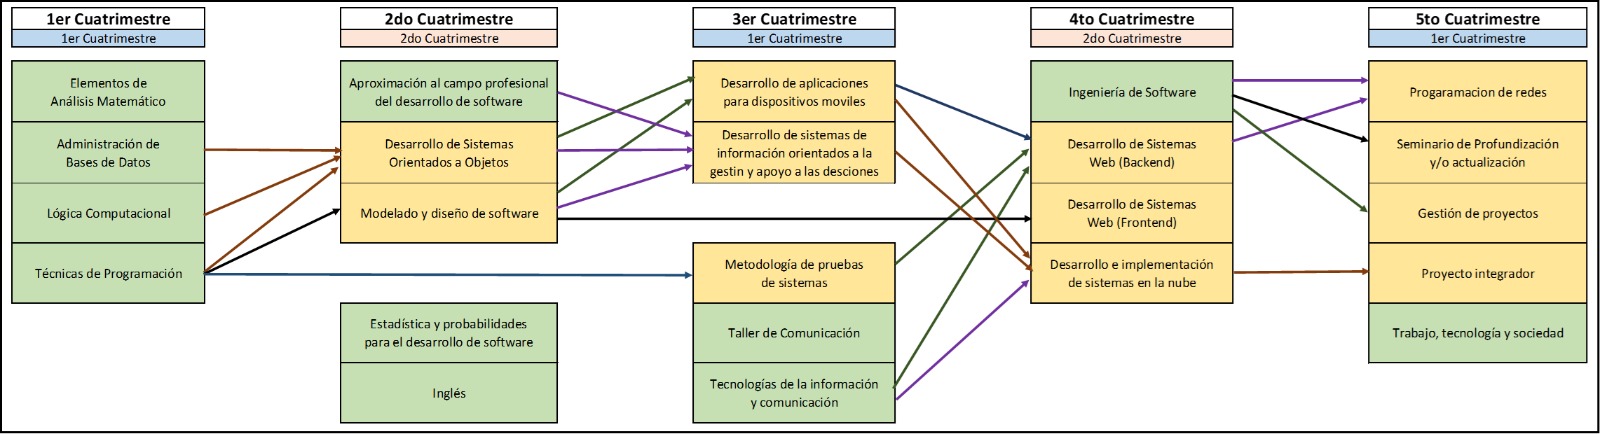 1er Cuatrimestre
1er Cuatrimestre
Elementos de
Análisis Matemático
Administración de
Bases de Datos
Lógica Computacional
Técnicas de Programación
2do Cuatrimestre
2do Cuatrimestre
Aproximación al campo profesional
del desarrollo de software
Desarrollo de Sistemas
Orientados a Objetos
Modelado y diseño de software
Estadística y probabilidades
para el desarrollo de software
Inglés
3er Cuatrimestre
1er Cuatrimestre
Desarrollo de aplicaciones
para dispositivos moviles
Desarrollo de sistemas de
información orientados a la
gestin y apoyo a las desciones
Metodología de pruebas
de sistemas
Taller de Comunicación
Tecnologías de la información
y comunicación
4to Cuatrimestre
2do Cuatrimestre
Ingeniería de Software
Desarrollo de Sistemas
Web (Backend)
Desarrollo de Sistemas
Web (Frontend)
Desarrollo e implementación
de sistemas en la nube
5to Cuatrimestre
1er Cuatrimestre
Progaramacion de redes
Seminario de Profundización
y/o actualización
Gestión de proyectos
Proyecto integrador
Trabajo, tecnología y sociedad